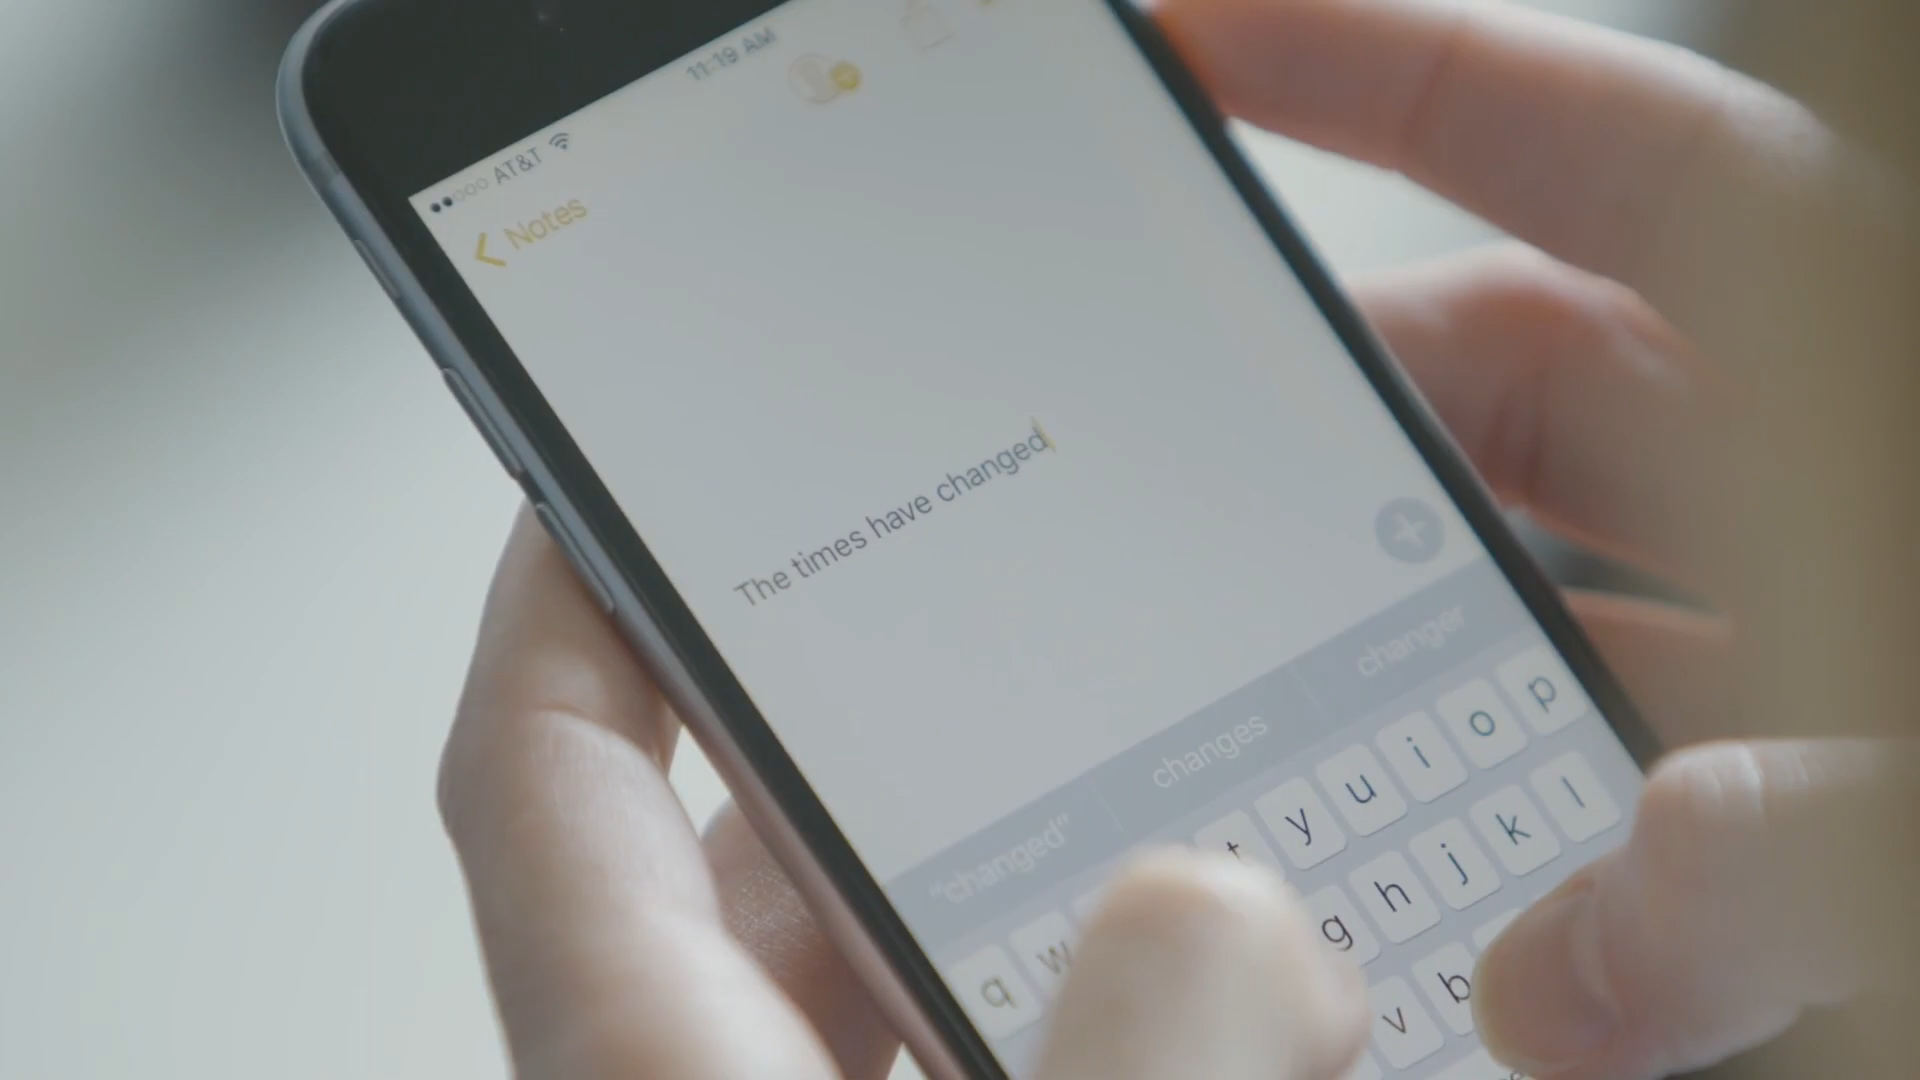 11:19 AM
AT&T
Notes
The times have changed
"changed" changes changer
t y u i o p
q w
g h j k l
v b